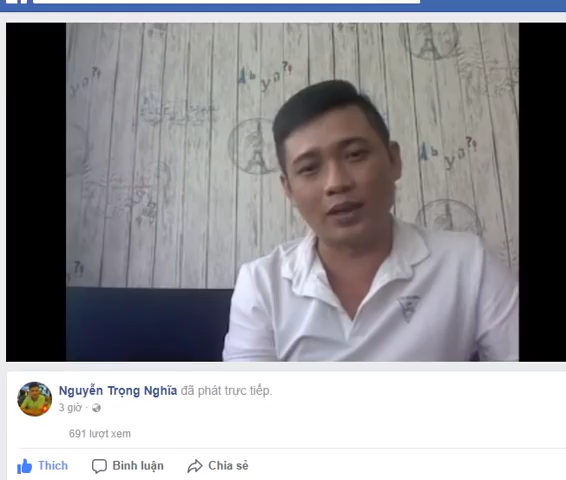 Nguyễn Trọng Nghĩa đã phát trực tiếp.
3 giờ ·
691 lượt xem
Thích Bình luận Chia sẻ